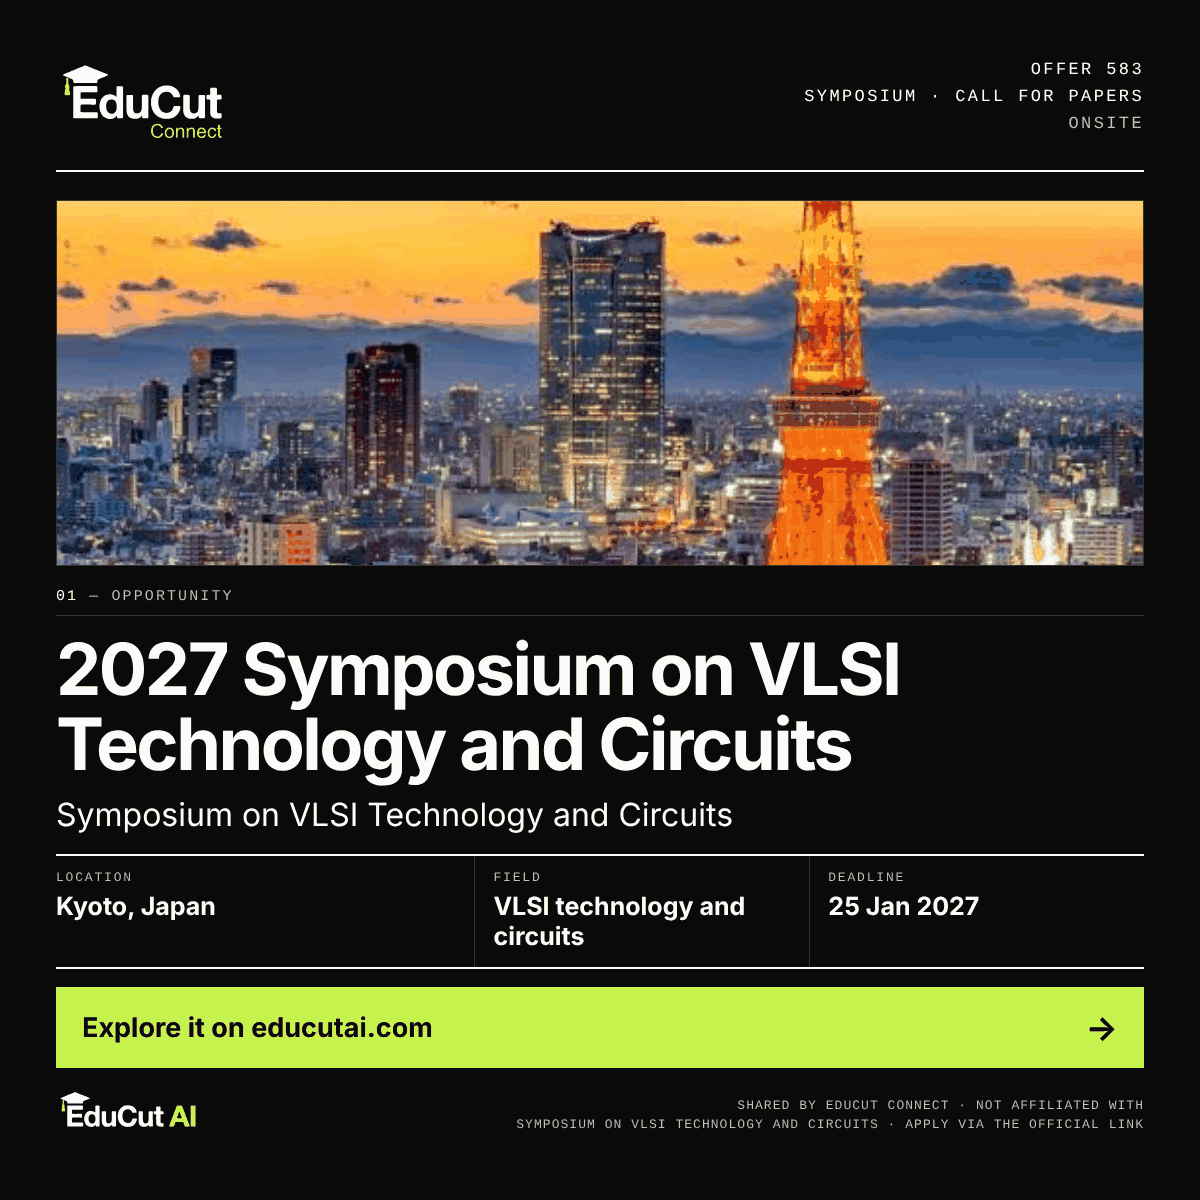 EduCut
Connect
OFFER 583
SYMPOSIUM · CALL FOR PAPERS
ONSITE
01 — OPPORTUNITY
2027 Symposium on VLSI
Technology and Circuits
Symposium on VLSI Technology and Circuits
LOCATION
Kyoto, Japan
FIELD
VLSI technology and
circuits
DEADLINE
25 Jan 2027
Explore it on educutai.com →
EduCut AI
SHARED BY EDUCUT CONNECT · NOT AFFILIATED WITH
SYMPOSIUM ON VLSI TECHNOLOGY AND CIRCUITS · APPLY VIA THE OFFICIAL LINK